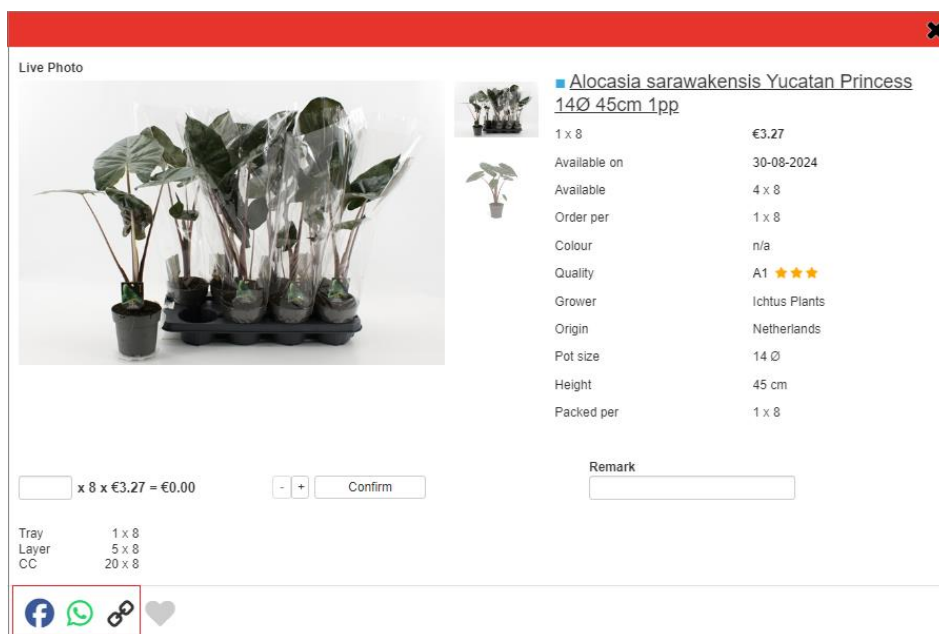 Live Photo
Alocasia sarawakensis Yucatan Princess
14Ø 45cm 1pp
1 x 8 €3.27
Available on 30-08-2024
Available 4 x 8
Order per 1 x 8
Colour n/a
Quality A1
Grower Ichtus Plants
Origin Netherlands
Pot size 14 Ø
Height 45 cm
Packed per 1 x 8
Remark
x 8 x €3.27 = €0.00 - + Confirm
Tray 1 x 8
Layer 5 x 8
CC 20 x 8